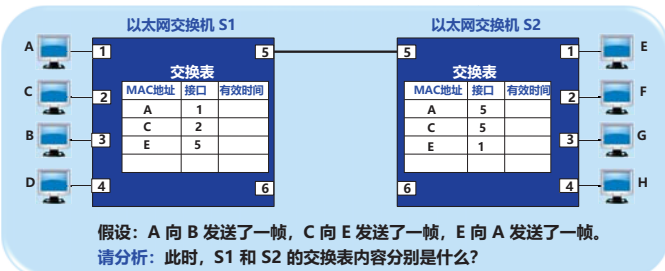 以太网交换机 S1 以太网交换机 S2
A 1 5 5 1 E
交换表 交换表
C 2 MAC地址 接口 有效时间 MAC地址 接口 有效时间 2 F
A 1 A 5
C 2 C 5
B 3 E 5 E 1 3 G
D 4 6 6 4 H
假设：A 向 B 发送了一帧，C 向 E 发送了一帧，E 向 A 发送了一帧。
请分析：此时，S1 和 S2 的交换表内容分别是什么？